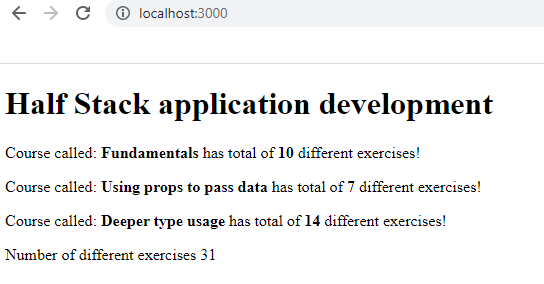 localhost:3000
Half Stack application development
Course called: Fundamentals has total of 10 different exercises!
Course called: Using props to pass data has total of 7 different exercises!
Course called: Deeper type usage has total of 14 different exercises!
Number of different exercises 31